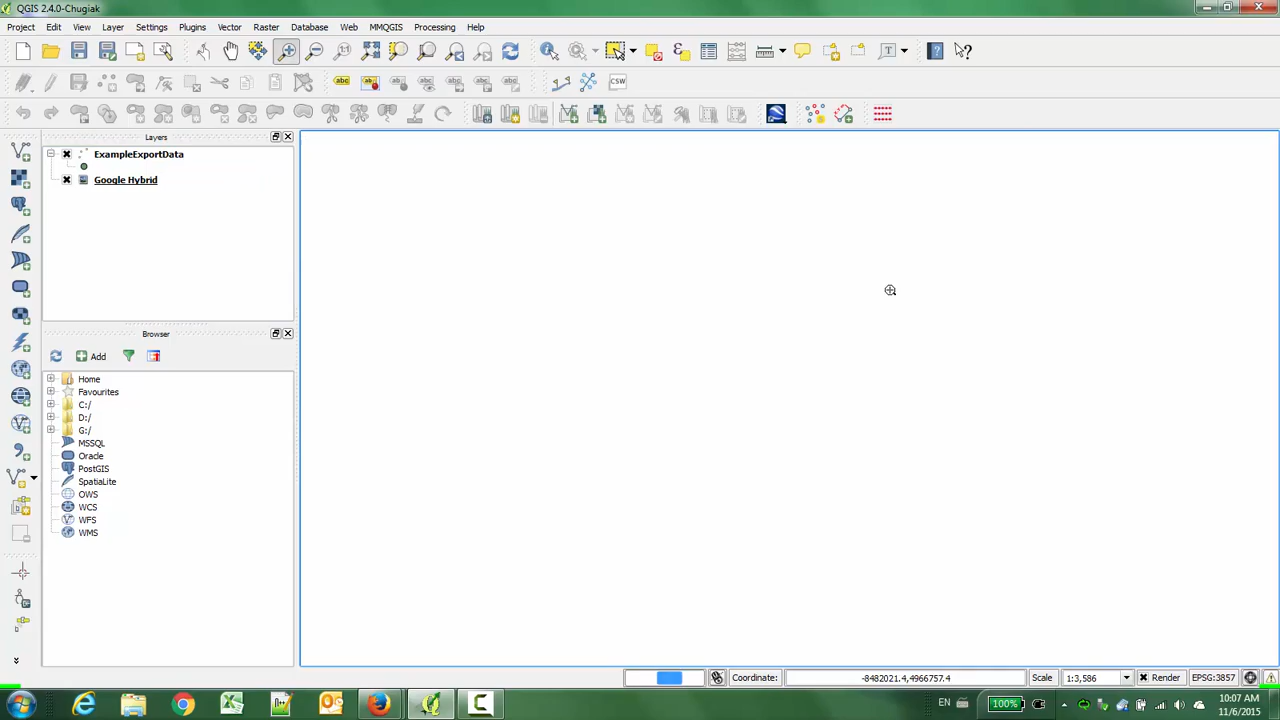 QGIS 2.4.0-Chugiak
Project Edit View Layer Settings Plugins Vector Raster Database Web MMQGIS Processing Help
Layers
ExampleExportData
Google Hybrid
Browser
Add
Home
Favourites
C:/
D:/
G:/
MSSQL
Oracle
PostGIS
SpatiaLite
OWS
WCS
WFS
WMS
Coordinate: -8482021.4,4966757.4 Scale 1:3,586 Render EPSG:3857
100% EN 10:07 AM
11/6/2015